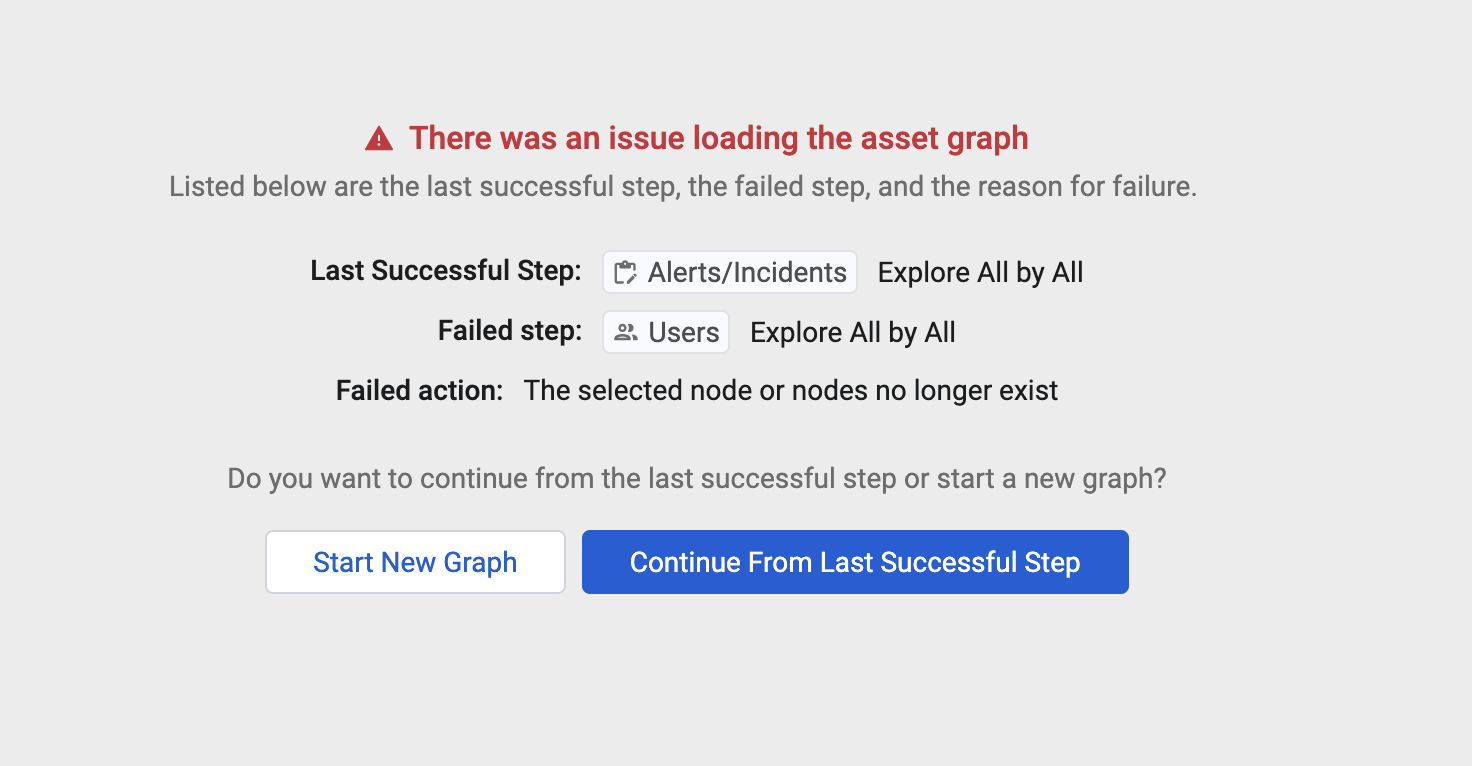 There was an issue loading the asset graph
Listed below are the last successful step, the failed step, and the reason for failure.
Last Successful Step: Alerts/Incidents Explore All by All
Failed step: Users Explore All by All
Failed action: The selected node or nodes no longer exist
Do you want to continue from the last successful step or start a new graph?
Start New Graph Continue From Last Successful Step